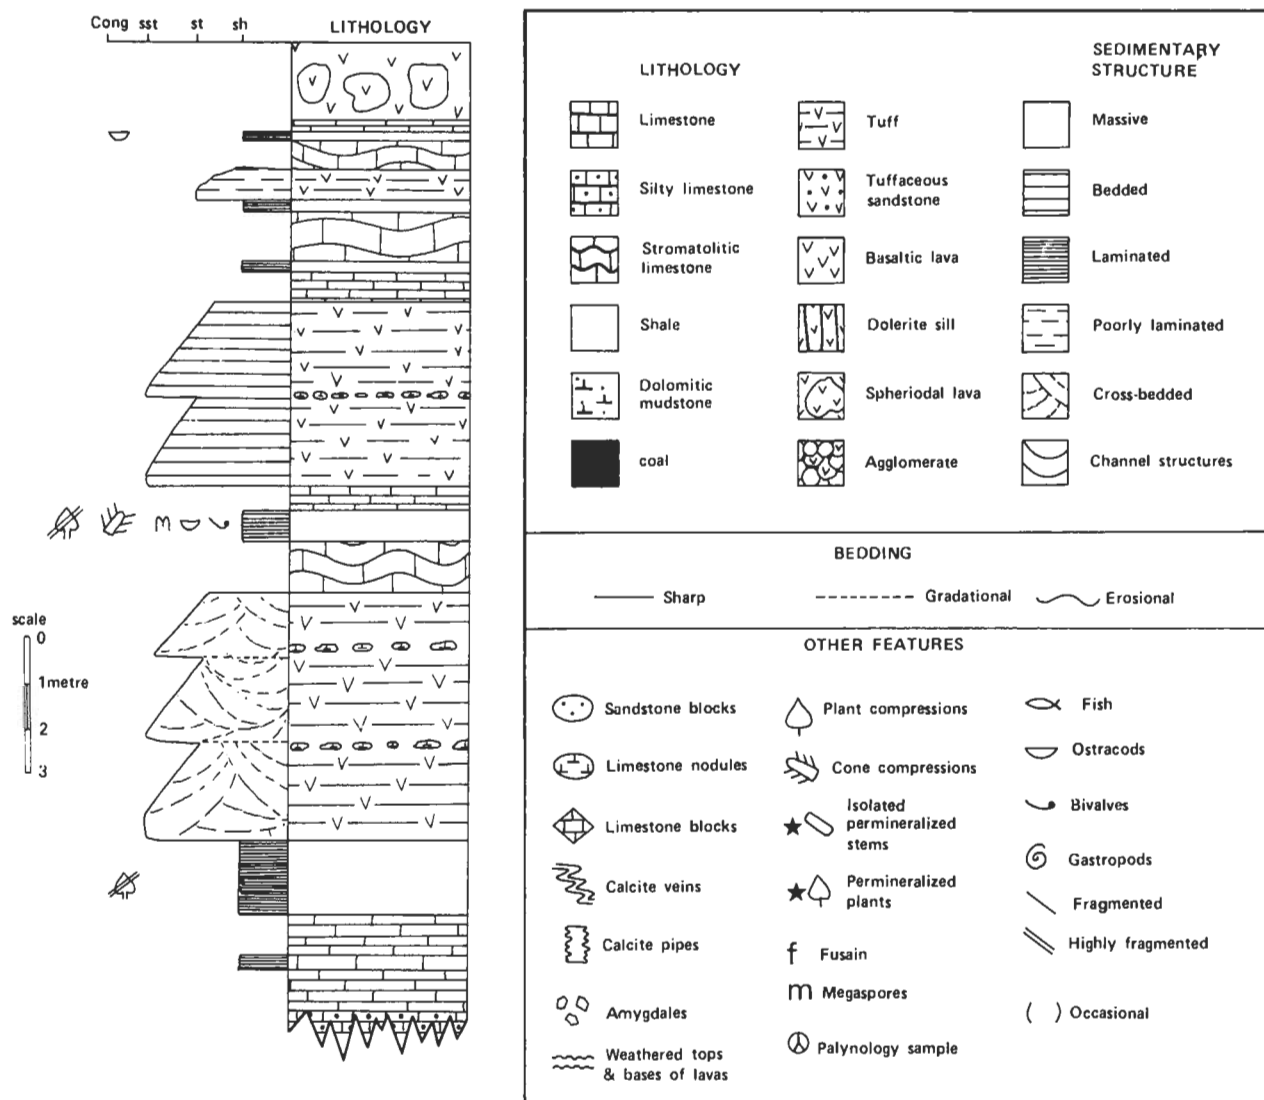 Cong sst st sh LITHOLOGY
m
scale
0
1 metre
2
3
LITHOLOGY
SEDIMENTARY
STRUCTURE
Limestone
Tuff
Massive
Silty limestone
Tuffaceous
sandstone
Bedded
Stromatolitic
limestone
Basaltic lava
Laminated
Shale
Dolerite sill
Poorly laminated
Dolomitic
mudstone
Spheriodal lava
Cross-bedded
coal
Agglomerate
Channel structures
BEDDING
Sharp
Gradational
Erosional
OTHER FEATURES
Sandstone blocks
Plant compressions
Fish
Limestone nodules
Cone compressions
Ostracods
Limestone blocks
Isolated
permineralized
stems
Bivalves
Calcite veins
Permineralized
plants
Gastropods
Fragmented
Calcite pipes
f Fusain
Highly fragmented
Amygdales
m Megaspores
( ) Occasional
Weathered tops
& bases of lavas
Palynology sample